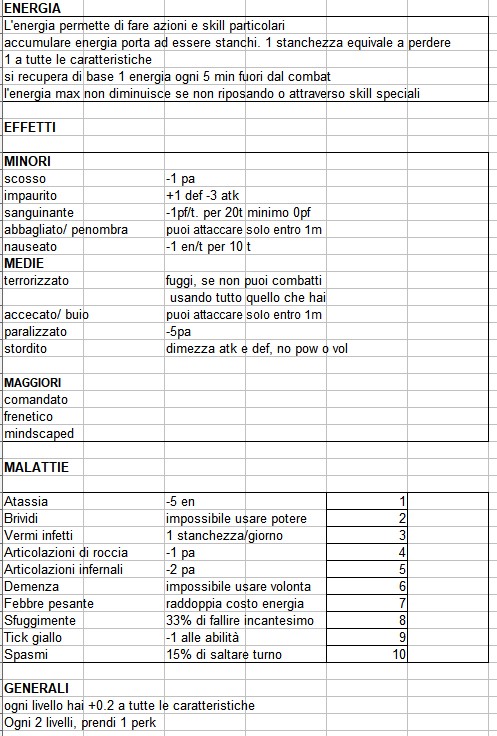 ENERGIA
L'energia permette di fare azioni e skill particolari
accumulare energia porta ad essere stanchi. 1 stanchezza equivale a perdere
1 a tutte le caratteristiche
si recupera di base 1 energia ogni 5 min fuori dal combat
l'energia max non diminuisce se non riposando o attraverso skill speciali
EFFETTI
MINORI
scosso -1 pa
impaurito +1 def -3 atk
sanguinante -1pf/t. per 20t minimo 0pf
abbagliato/ penombra puoi attaccare solo entro 1m
nauseato -1 en/t per 10 t
MEDIE
terrorizzato fuggi, se non puoi combatti
usando tutto quello che hai
accecato/ buio puoi attaccare solo entro 1m
paralizzato -5pa
stordito dimezza atk e def, no pow o vol
MAGGIORI
comandato
frenetico
mindscaped
MALATTIE
Atassia -5 en 1
Brividi impossibile usare potere 2
Vermi infetti 1 stanchezza/giorno 3
Articolazioni di roccia -1 pa 4
Articolazioni infernali -2 pa 5
Demenza impossibile usare volonta 6
Febbre pesante raddoppia costo energia 7
Sfuggimente 33% di fallire incantesimo 8
Tick giallo -1 alle abilità 9
Spasmi 15% di saltare turno 10
GENERALI
ogni livello hai +0.2 a tutte le caratteristiche
Ogni 2 livelli, prendi 1 perk